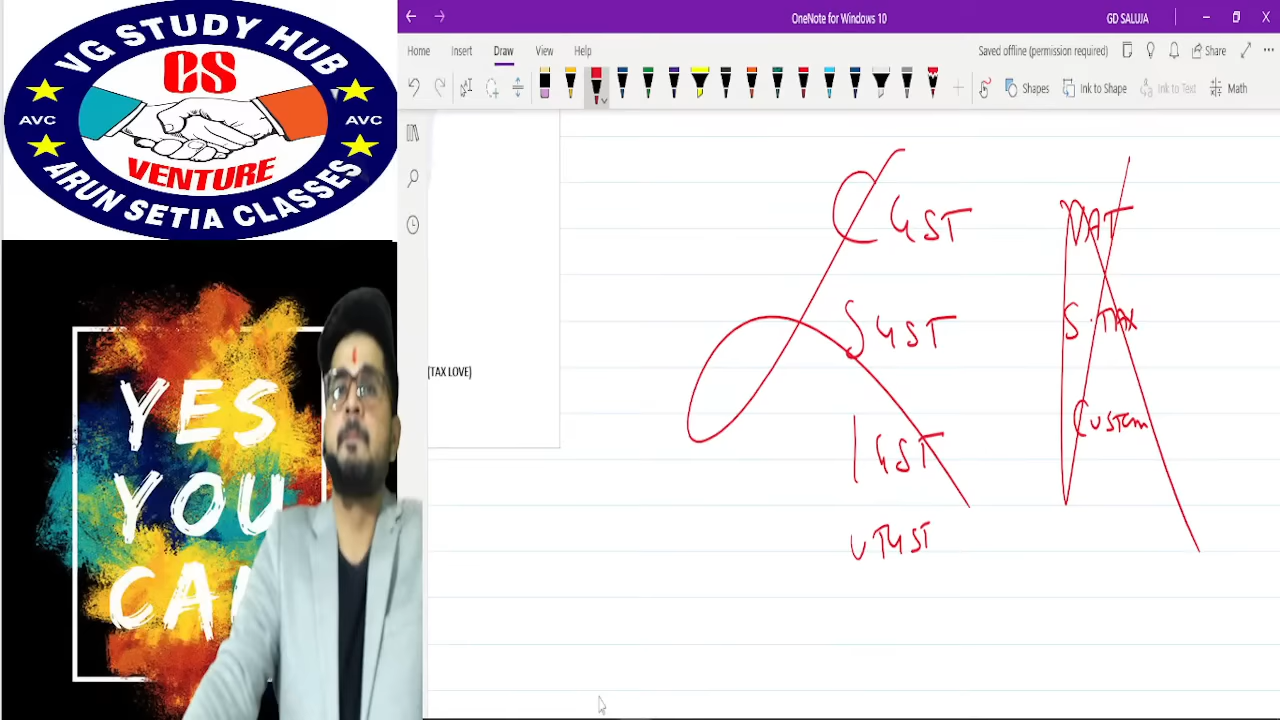 VG STUDY HUB
CS
AVC
AVC
VENTURE
ARUN SETIA CLASSES
YES
YOU
CAN
OneNote for Windows 10
GD SALUJA
Home Insert Draw View Help
Saved offline (permission required)
Share
Shapes
Ink to Shape
Ink to Text
Math
(TAX LOVE)
CGST
SGST
IGST
UTGST
VAT
S.TAX
Custom